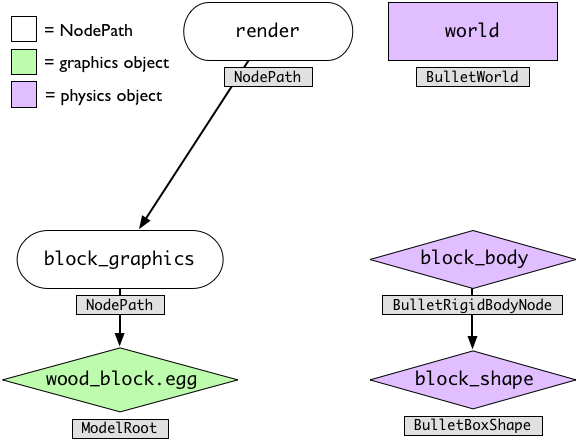 = NodePath
= graphics object
= physics object
render
NodePath
world
BulletWorld
block_graphics
NodePath
wood_block.egg
ModelRoot
block_body
BulletRigidBodyNode
block_shape
BulletBoxShape